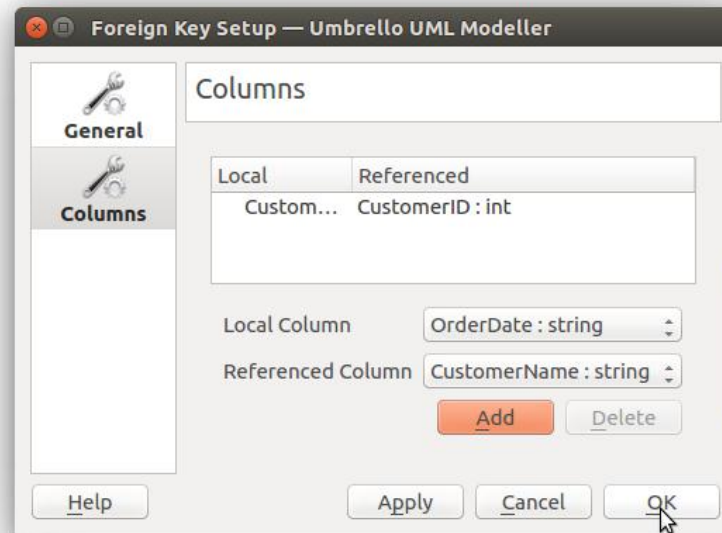 Foreign Key Setup — Umbrello UML Modeller
General
Columns
Columns
Local Referenced
Custom... CustomerID : int
Local Column OrderDate : string
Referenced Column CustomerName : string
Add Delete
Help Apply Cancel OK